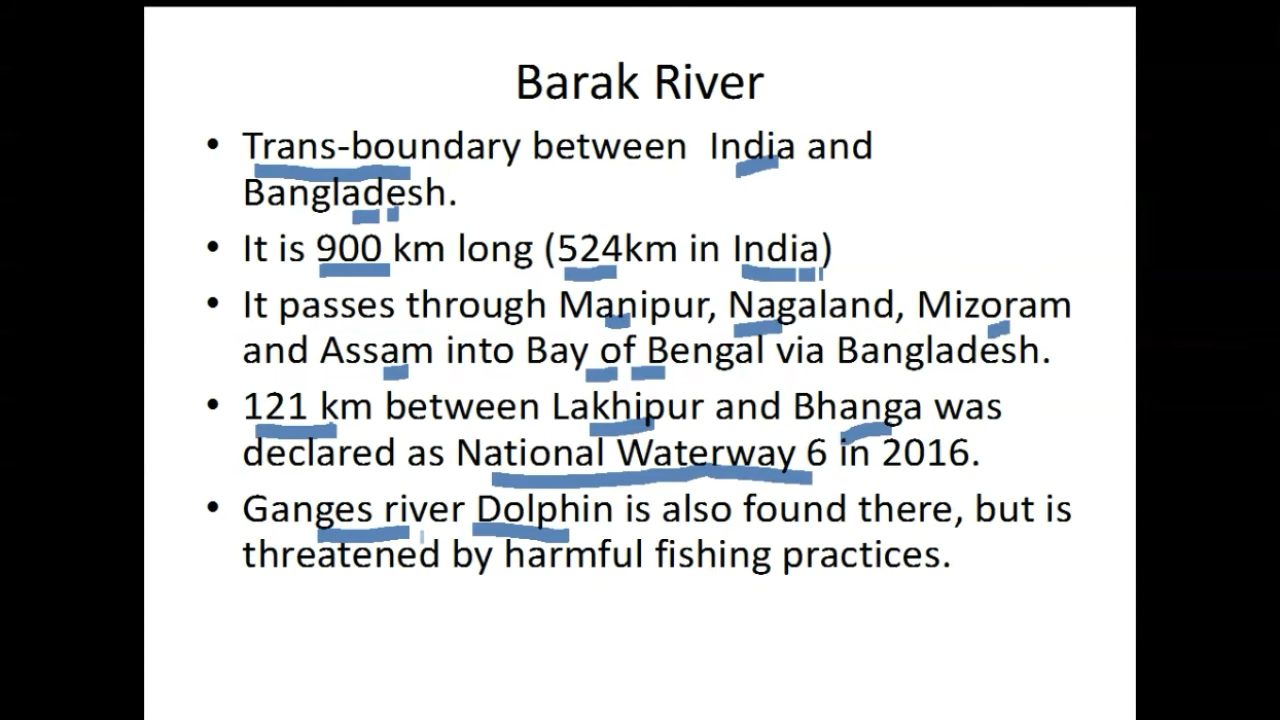 Barak River
• Trans-boundary between India and
Bangladesh.
• It is 900 km long (524km in India)
• It passes through Manipur, Nagaland, Mizoram
and Assam into Bay of Bengal via Bangladesh.
• 121 km between Lakhipur and Bhanga was
declared as National Waterway 6 in 2016.
• Ganges river Dolphin is also found there, but is
threatened by harmful fishing practices.